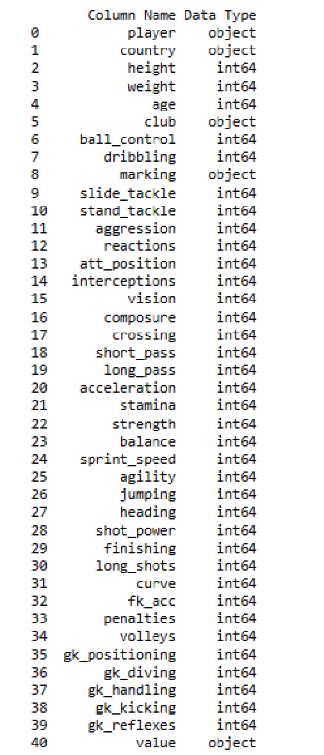 Column Name Data Type
0 player object
1 country object
2 height int64
3 weight int64
4 age int64
5 club object
6 ball_control int64
7 dribbling int64
8 marking object
9 slide_tackle int64
10 stand_tackle int64
11 aggression int64
12 reactions int64
13 att_position int64
14 interceptions int64
15 vision int64
16 composure int64
17 crossing int64
18 short_pass int64
19 long_pass int64
20 acceleration int64
21 stamina int64
22 strength int64
23 balance int64
24 sprint_speed int64
25 agility int64
26 jumping int64
27 heading int64
28 shot_power int64
29 finishing int64
30 long_shots int64
31 curve int64
32 fk_acc int64
33 penalties int64
34 volleys int64
35 gk_positioning int64
36 gk_diving int64
37 gk_handling int64
38 gk_kicking int64
39 gk_reflexes int64
40 value object